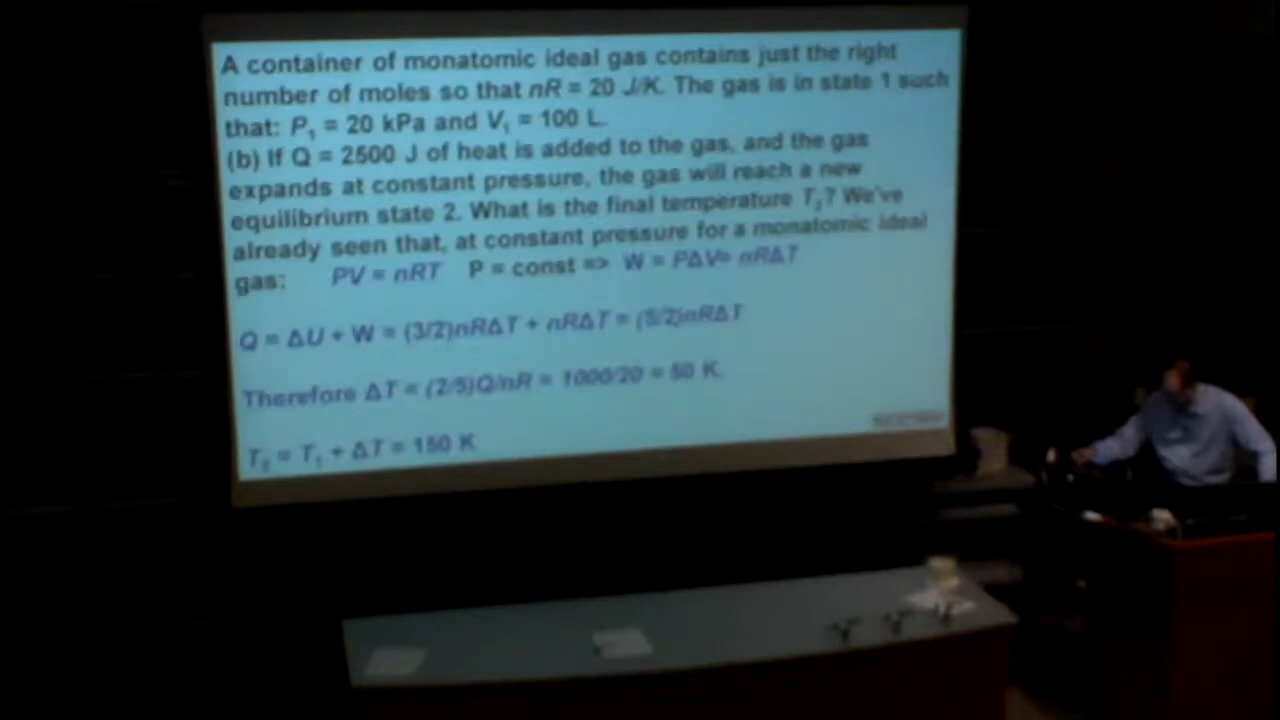 A container of monatomic ideal gas contains just the right
number of moles so that nR = 20 J/K. The gas is in state 1 such
that: P₁ = 20 kPa and V₁ = 100 L.
(b) If Q = 2500 J of heat is added to the gas, and the gas
expands at constant pressure, the gas will reach a new
equilibrium state 2. What is the final temperature T₂? We've
already seen that, at constant pressure for a monatomic ideal
gas: PV = nRT P = const => W = PΔV= nRΔT
Q = ΔU + W = (3/2)nRΔT + nRΔT = (5/2)nRΔT
Therefore ΔT = (2/5)Q/nR = 1000/20 = 50 K.
T₂ = T₁ + ΔT = 150 K